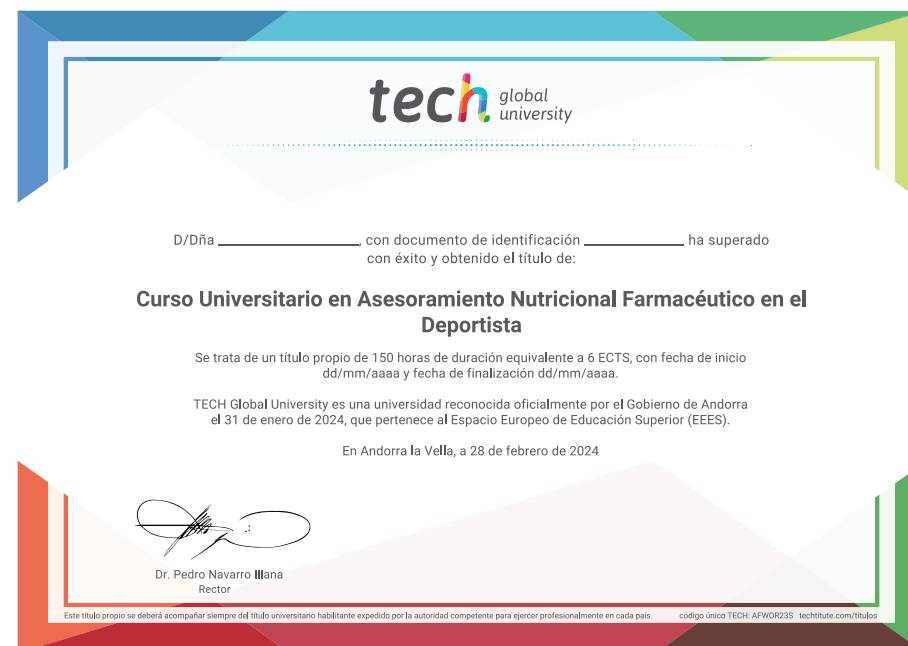 tech global university
D/Dña ____________________, con documento de identificación ______________ ha superado
con éxito y obtenido el título de:
Curso Universitario en Asesoramiento Nutricional Farmacéutico en el
Deportista
Se trata de un título propio de 150 horas de duración equivalente a 6 ECTS, con fecha de inicio
dd/mm/aaaa y fecha de finalización dd/mm/aaaa.
TECH Global University es una universidad reconocida oficialmente por el Gobierno de Andorra
el 31 de enero de 2024, que pertenece al Espacio Europeo de Educación Superior (EEES).
En Andorra la Vella, a 28 de febrero de 2024
Dr. Pedro Navarro Illana
Rector
Este título propio se deberá acompañar siempre del título universitario habilitante expedido por la autoridad competente para ejercer profesionalmente en cada país. código único TECH: AFWOR23S techtitute.com/titulos